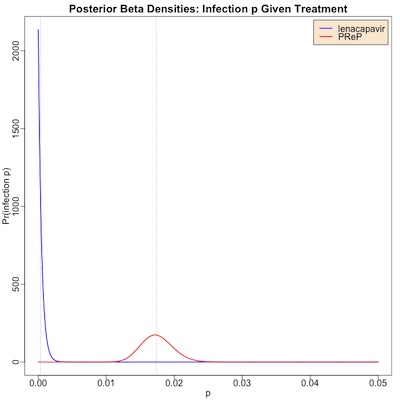 Posterior Beta Densities: Infection p Given Treatment
lenacapavir
PReP
Pr(infection p)
2000
1500
1000
500
0
0.00 0.01 0.02 0.03 0.04 0.05
p